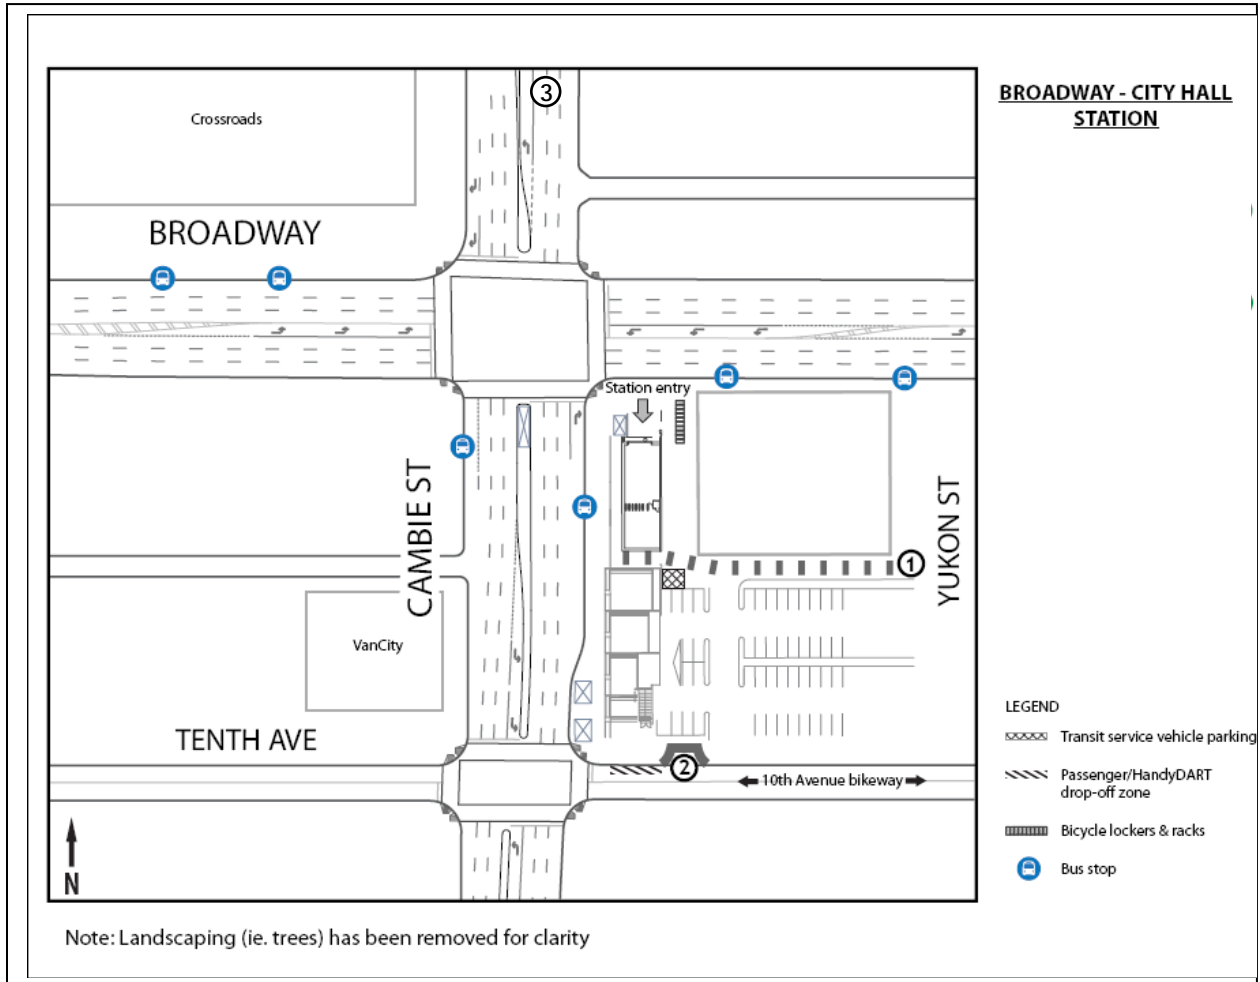 BROADWAY - CITY HALL
STATION
3
Crossroads
BROADWAY
Station entry
CAMBIE ST
YUKON ST
1
VanCity
TENTH AVE
2
10th Avenue bikeway
N
LEGEND
Transit service vehicle parking
Passenger/HandyDART
drop-off zone
Bicycle lockers & racks
Bus stop
Note: Landscaping (ie. trees) has been removed for clarity